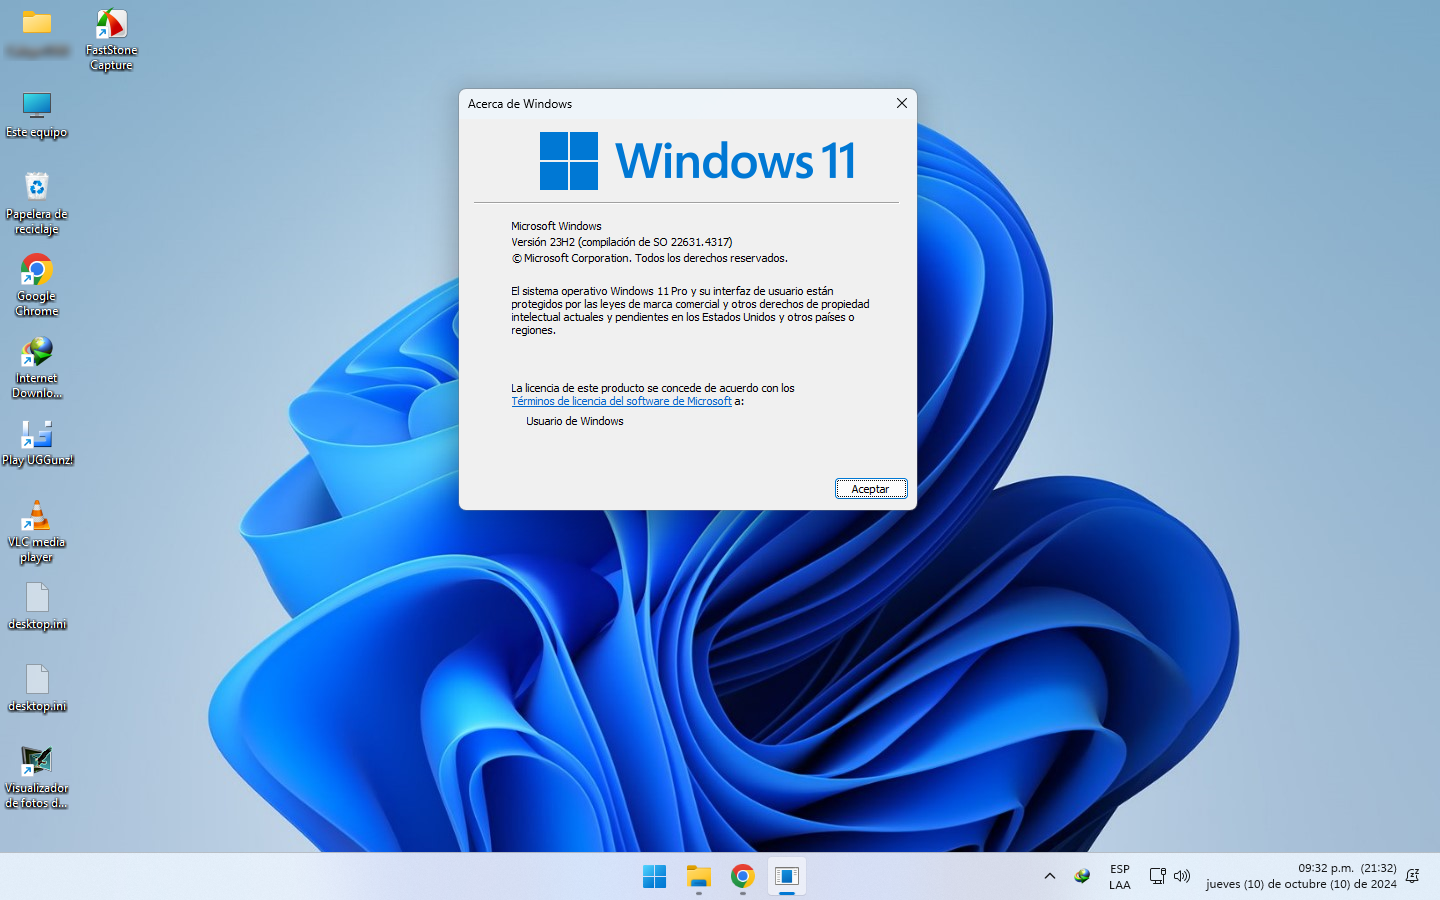 FastStone
Capture
Este equipo
Papelera de
reciclaje
Google
Chrome
Internet
Downlo...
Play UGGunz!
VLC media
player
desktop.ini
desktop.ini
Visualizador
de fotos d...
Acerca de Windows
Windows 11
Microsoft Windows
Versión 23H2 (compilación de SO 22631.4317)
© Microsoft Corporation. Todos los derechos reservados.
El sistema operativo Windows 11 Pro y su interfaz de usuario están
protegidos por las leyes de marca comercial y otros derechos de propiedad
intelectual actuales y pendientes en los Estados Unidos y otros países o
regiones.
La licencia de este producto se concede de acuerdo con los
Términos de licencia del software de Microsoft a:
Usuario de Windows
Aceptar
ESP
LAA
09:32 p.m. (21:32)
jueves (10) de octubre (10) de 2024